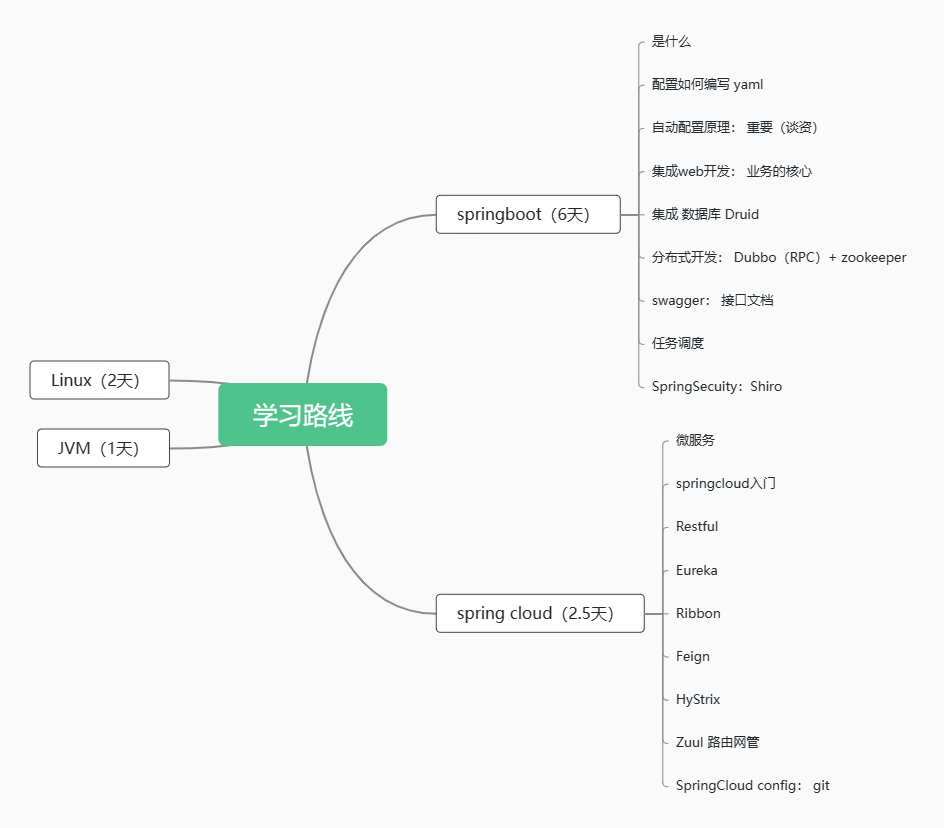 学习路线
springboot（6天）
是什么
配置如何编写 yaml
自动配置原理： 重要（谈资）
集成web开发： 业务的核心
集成 数据库 Druid
分布式开发： Dubbo（RPC）+ zookeeper
swagger： 接口文档
任务调度
SpringSecuity：Shiro
spring cloud（2.5天）
微服务
springcloud入门
Restful
Eureka
Ribbon
Feign
HyStrix
Zuul 路由网管
SpringCloud config： git
Linux（2天）
JVM（1天）